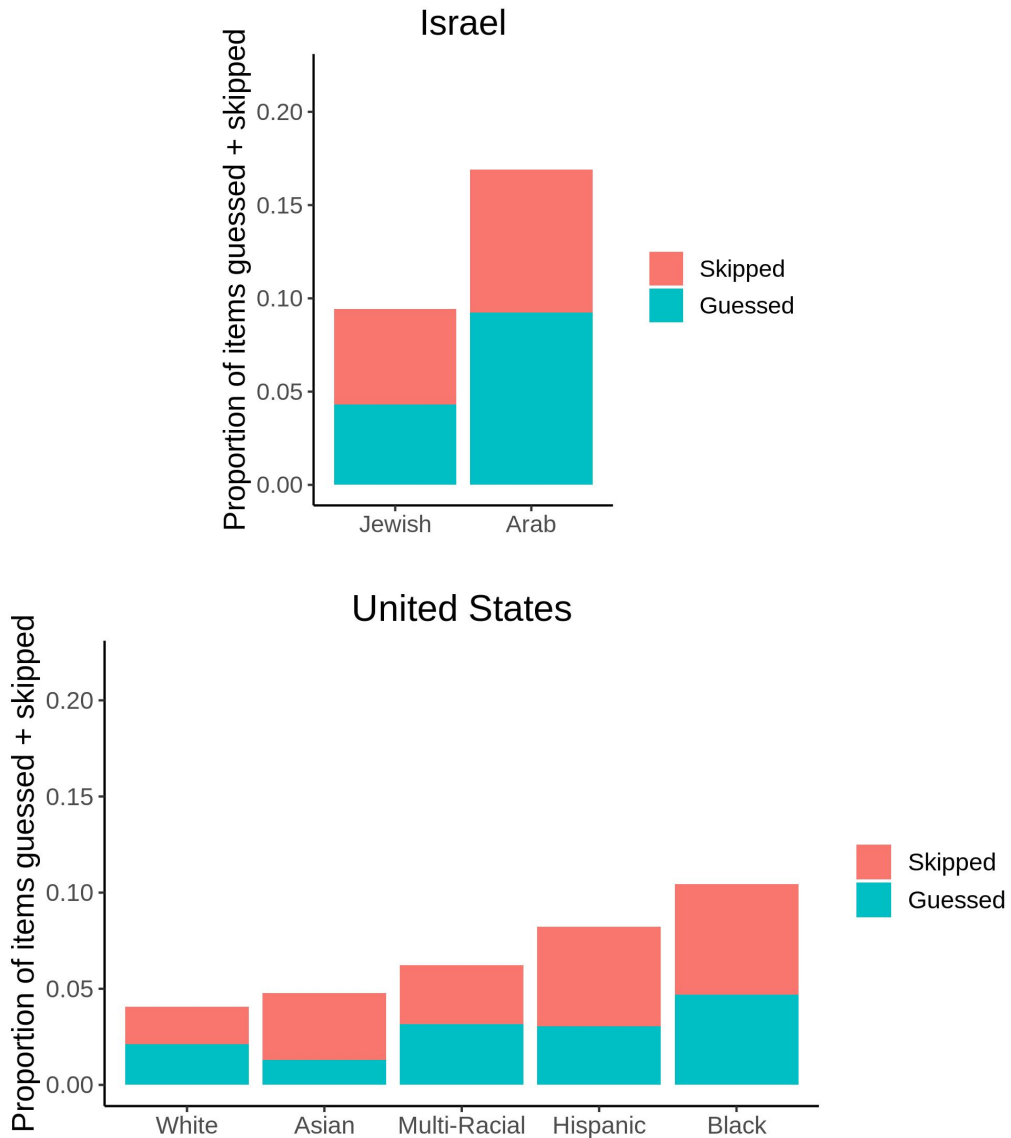 Israel
Proportion of items guessed + skipped
0.20
0.15
0.10
0.05
0.00
Jewish Arab
Skipped
Guessed
United States
Proportion of items guessed + skipped
0.20
0.15
0.10
0.05
0.00
White Asian Multi-Racial Hispanic Black
Skipped
Guessed